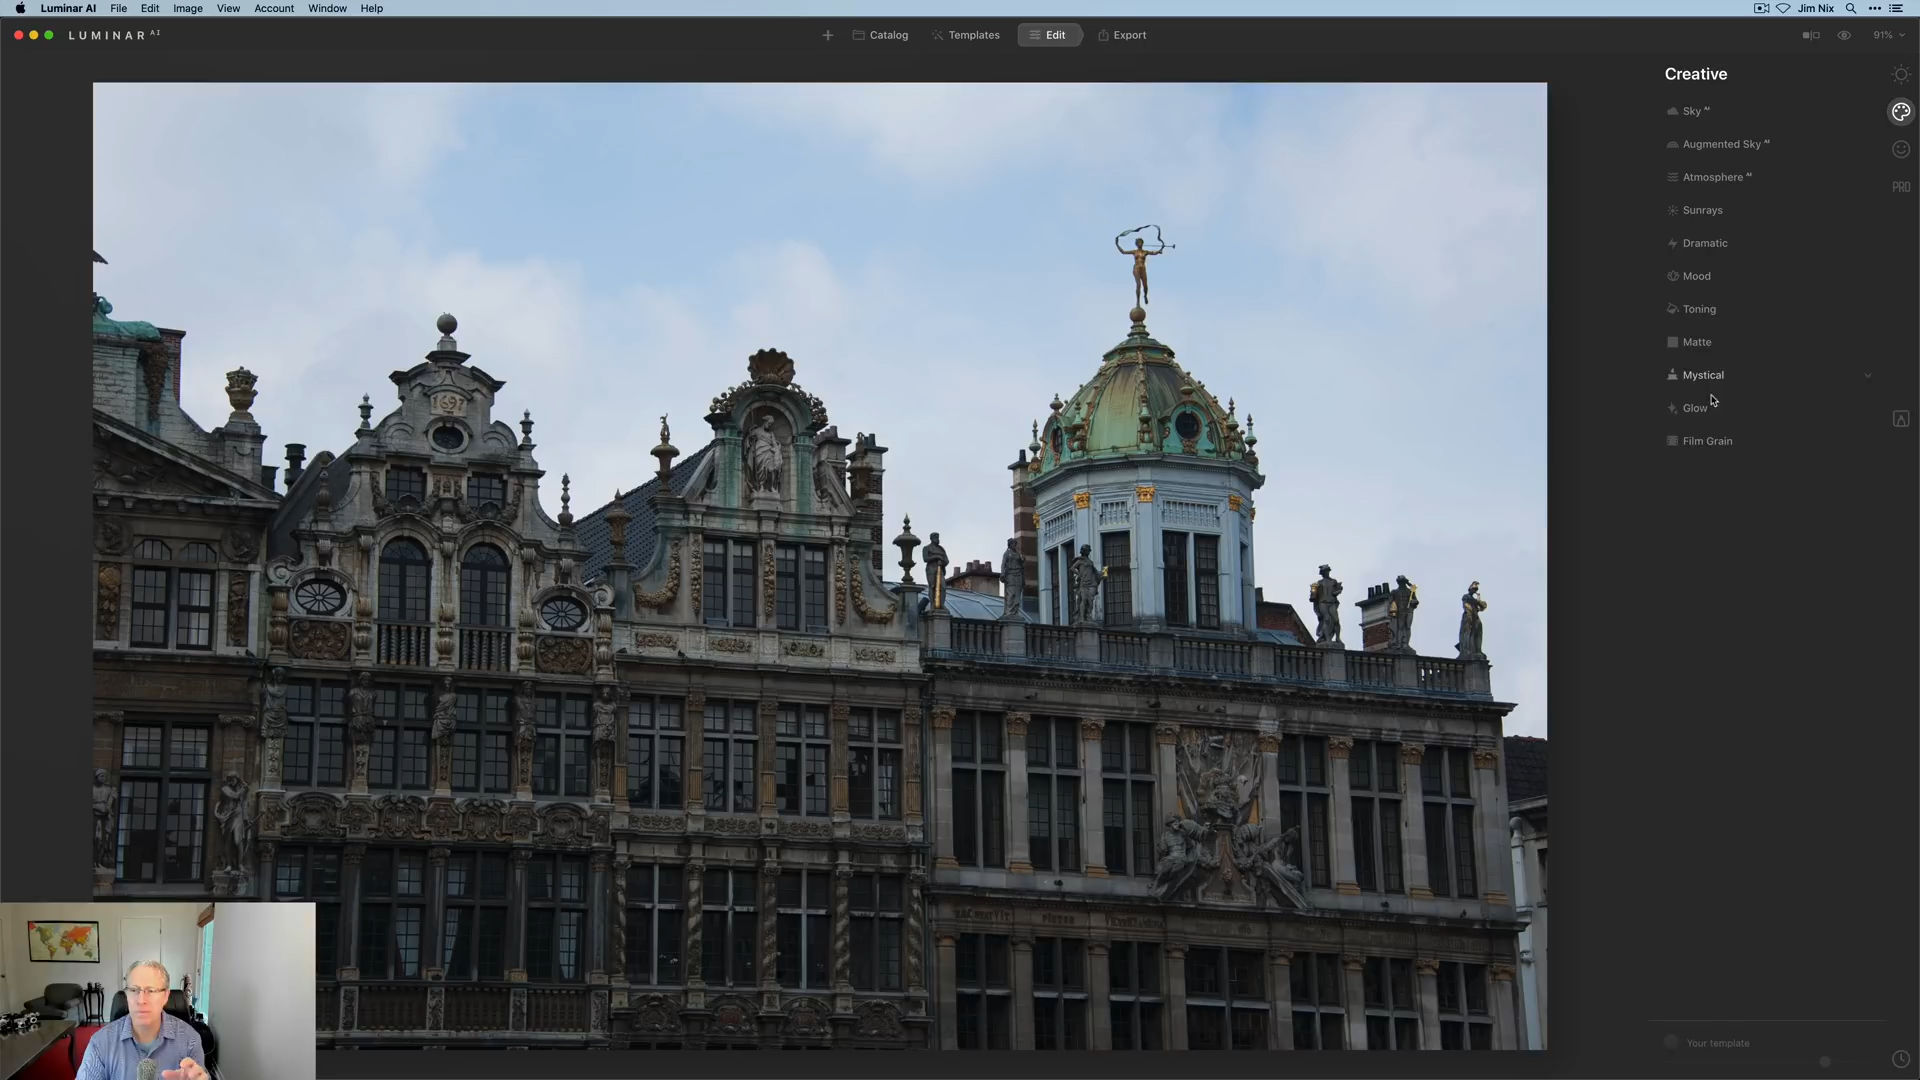 Luminar AI File Edit Image View Account Window Help Jim Nix
LUMINAR AI + Catalog Templates Edit Export 91%
Creative
Sky AI
Augmented Sky AI
Atmosphere AI
Sunrays
Dramatic
Mood
Toning
Matte
Mystical
Glow
Film Grain
PRO
A
1697
Your template